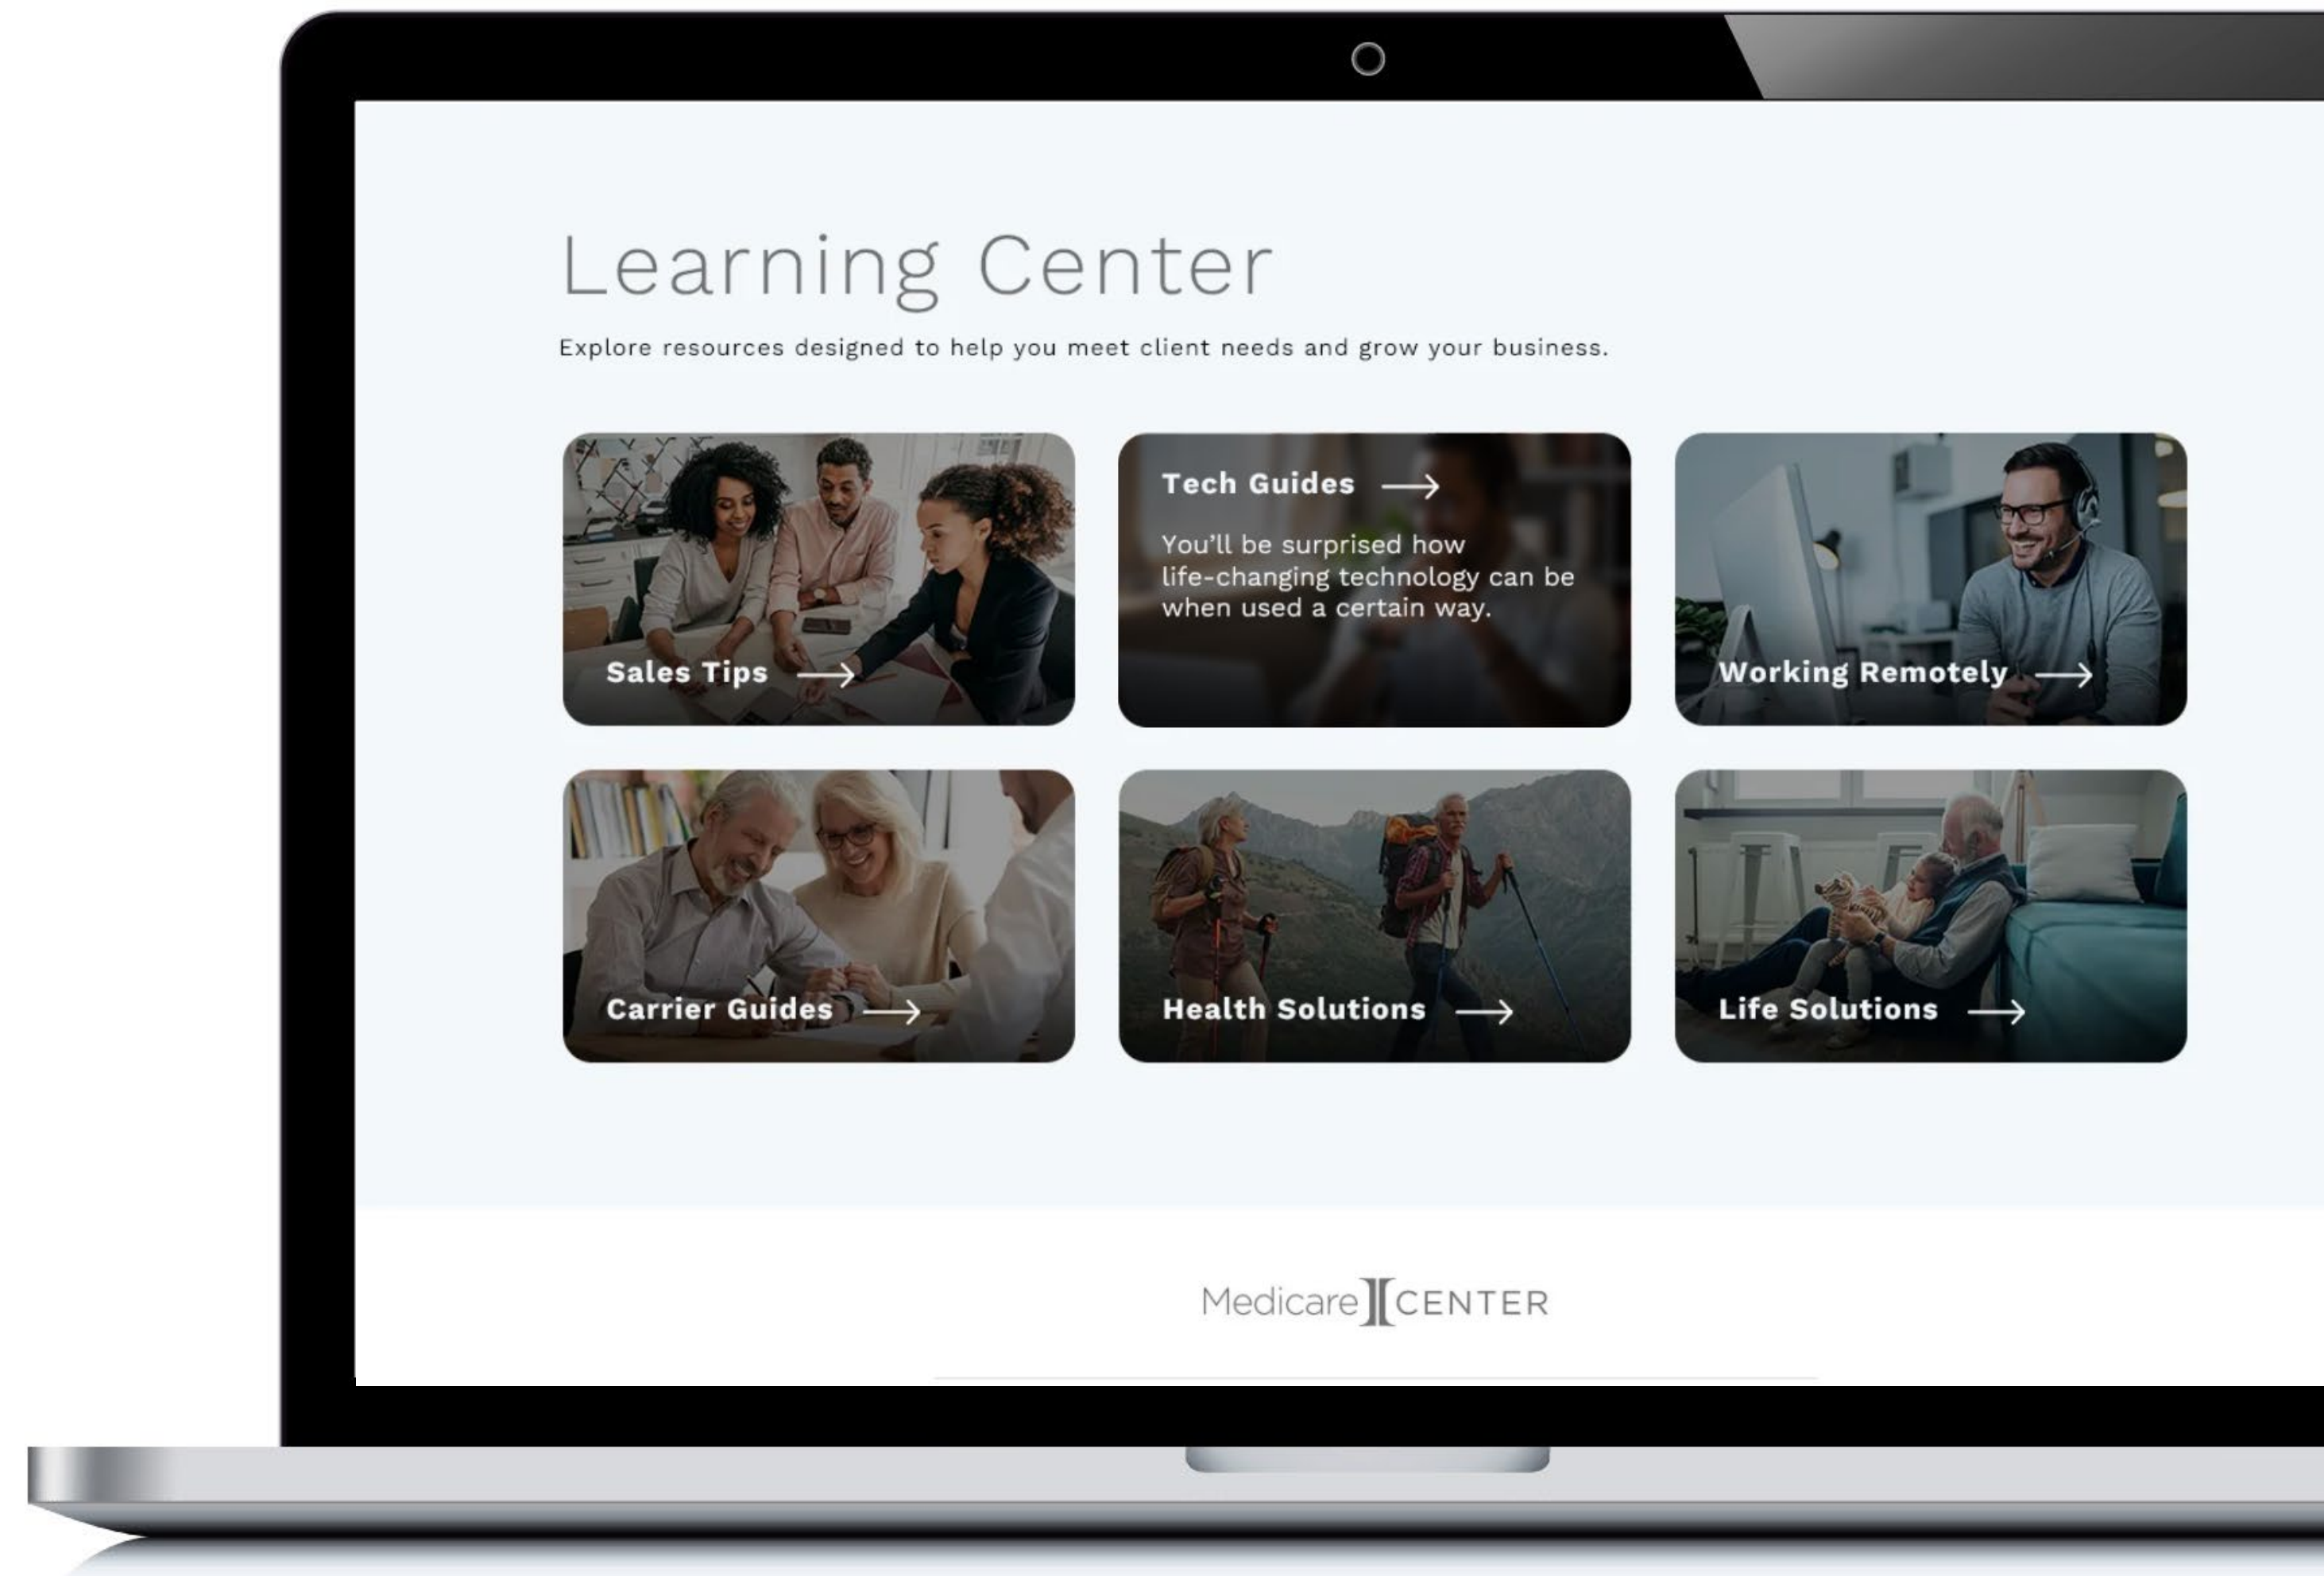 Learning Center
Explore resources designed to help you meet client needs and grow your business.
Sales Tips
Tech Guides
You’ll be surprised how
life-changing technology can be
when used a certain way.
Working Remotely
Carrier Guides
Health Solutions
Life Solutions
Medicare CENTER